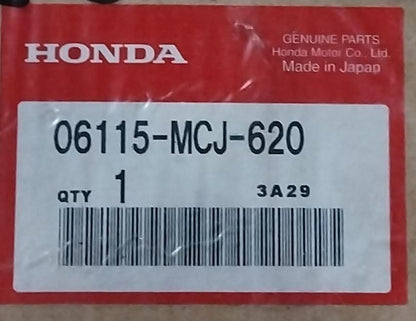 HONDA
GENUINE PARTS
Honda Motor Co., Ltd.
Made in Japan
06115-MCJ-620
QTY 1 3A29